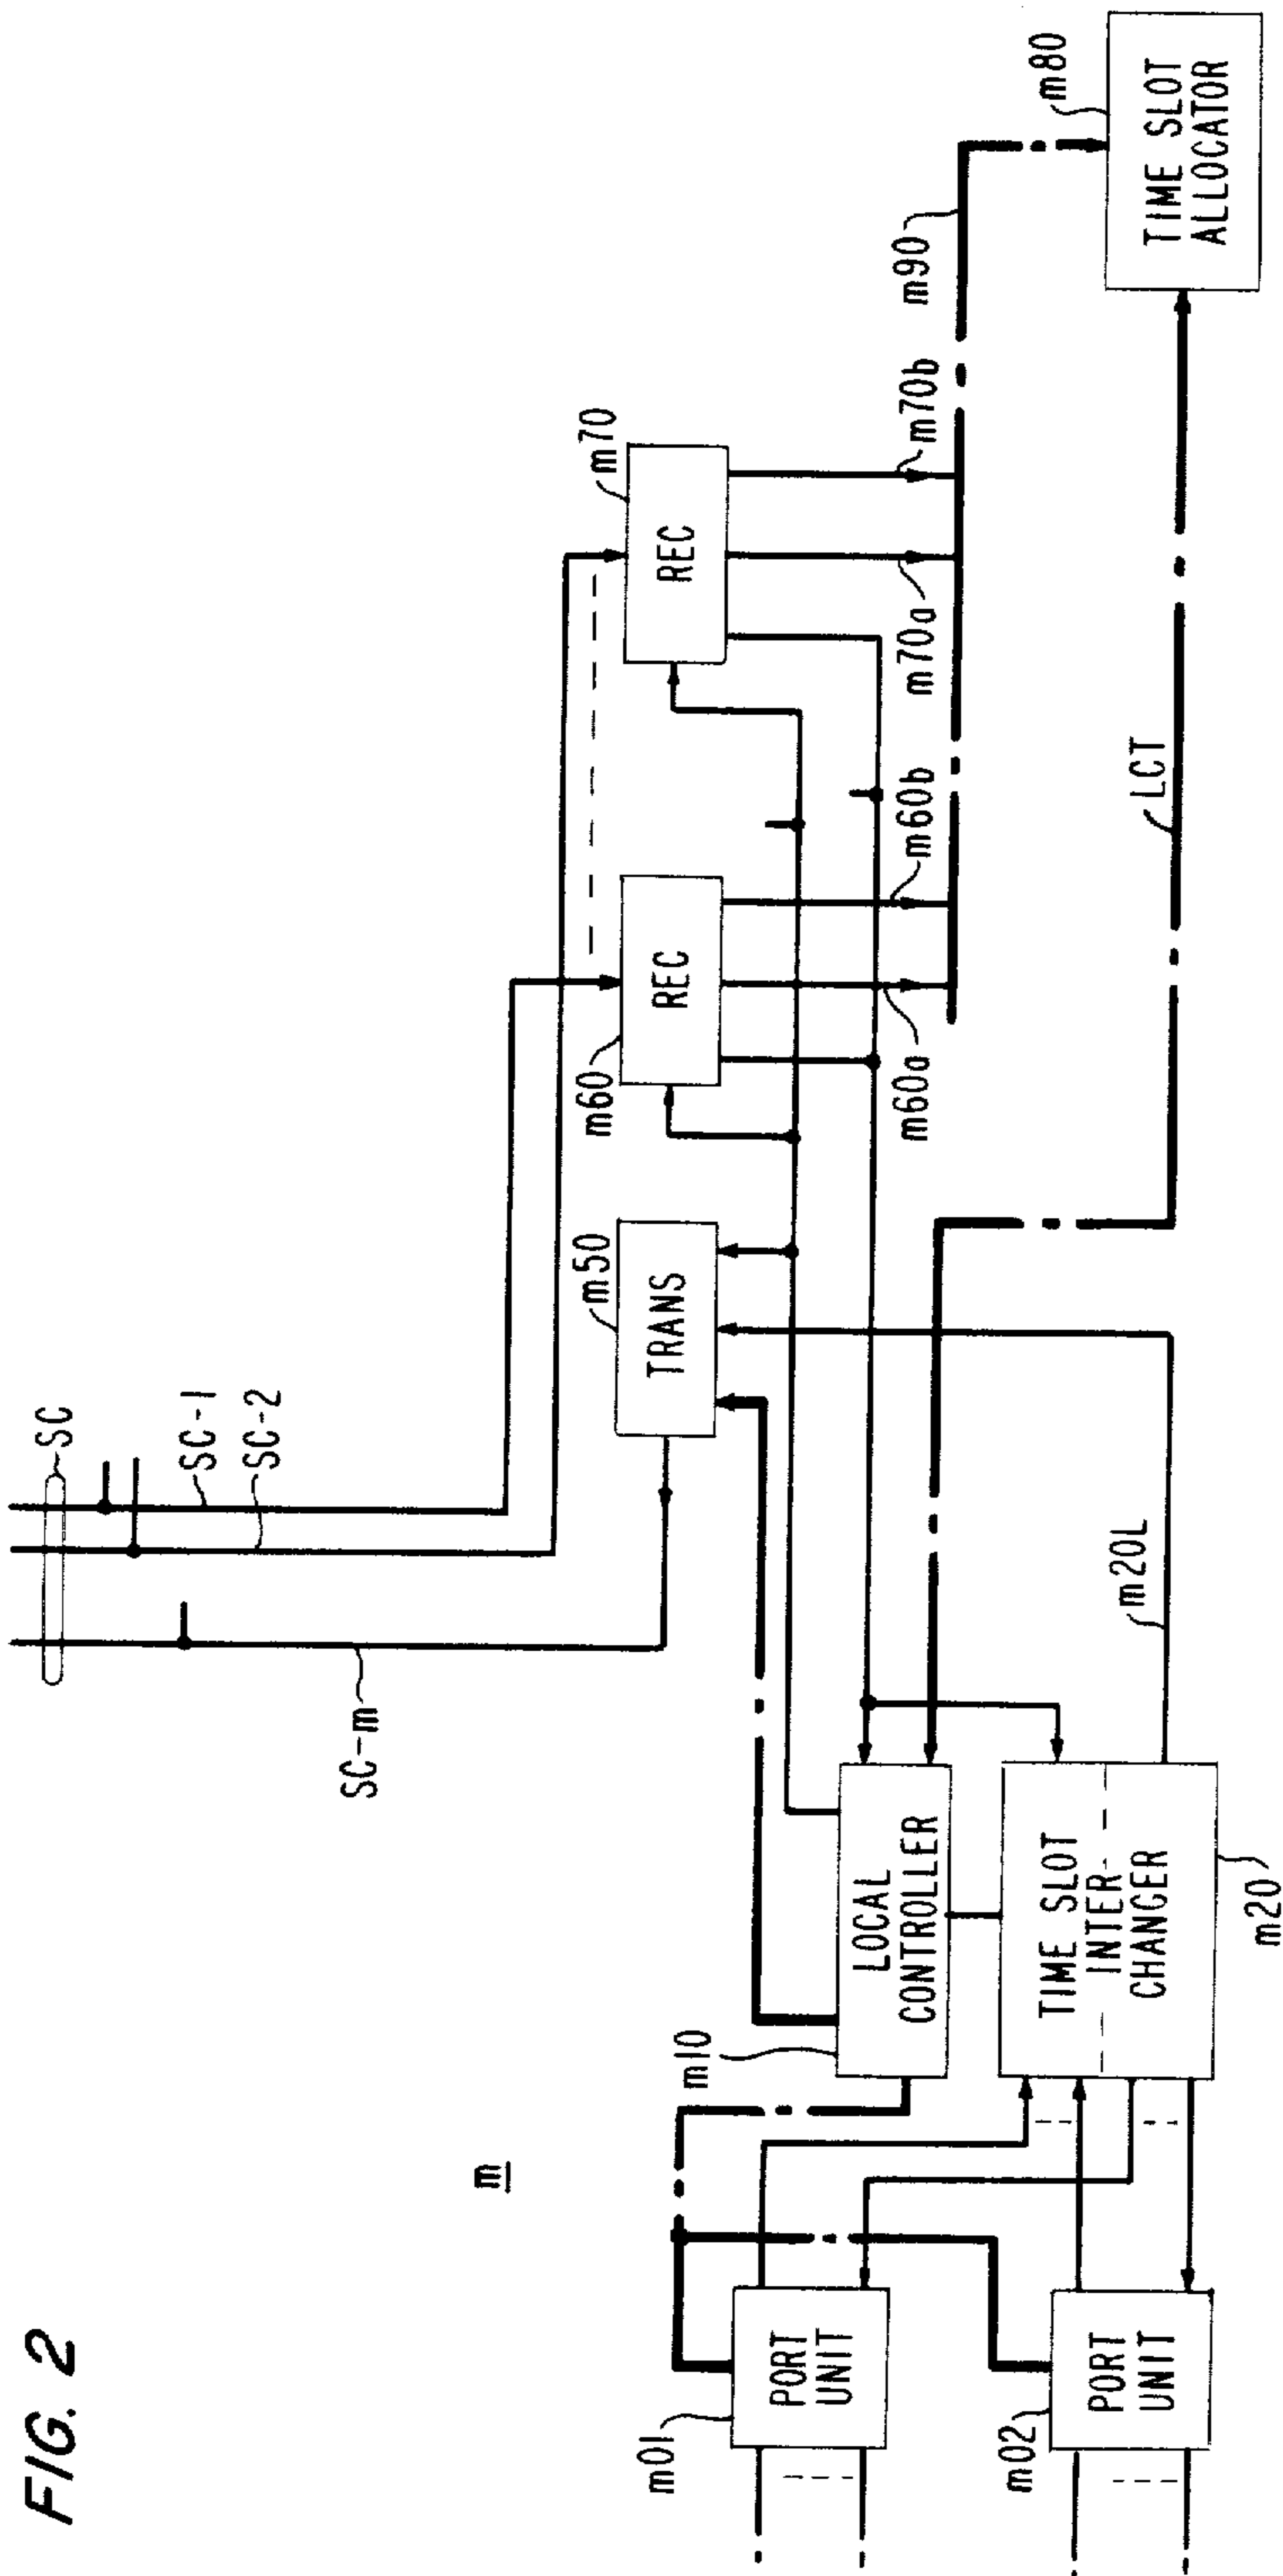 FIG. 2
m
SC
SC-1
SC-2
SC-m
m50
TRANS
m60
REC
m70
REC
m60a
m60b
m70a
m70b
m90
m80
TIME SLOT
ALLOCATOR
LCT
m10
LOCAL
CONTROLLER
m20L
TIME SLOT
INTER-
CHANGER
m20
m01
PORT
UNIT
m02
PORT
UNIT